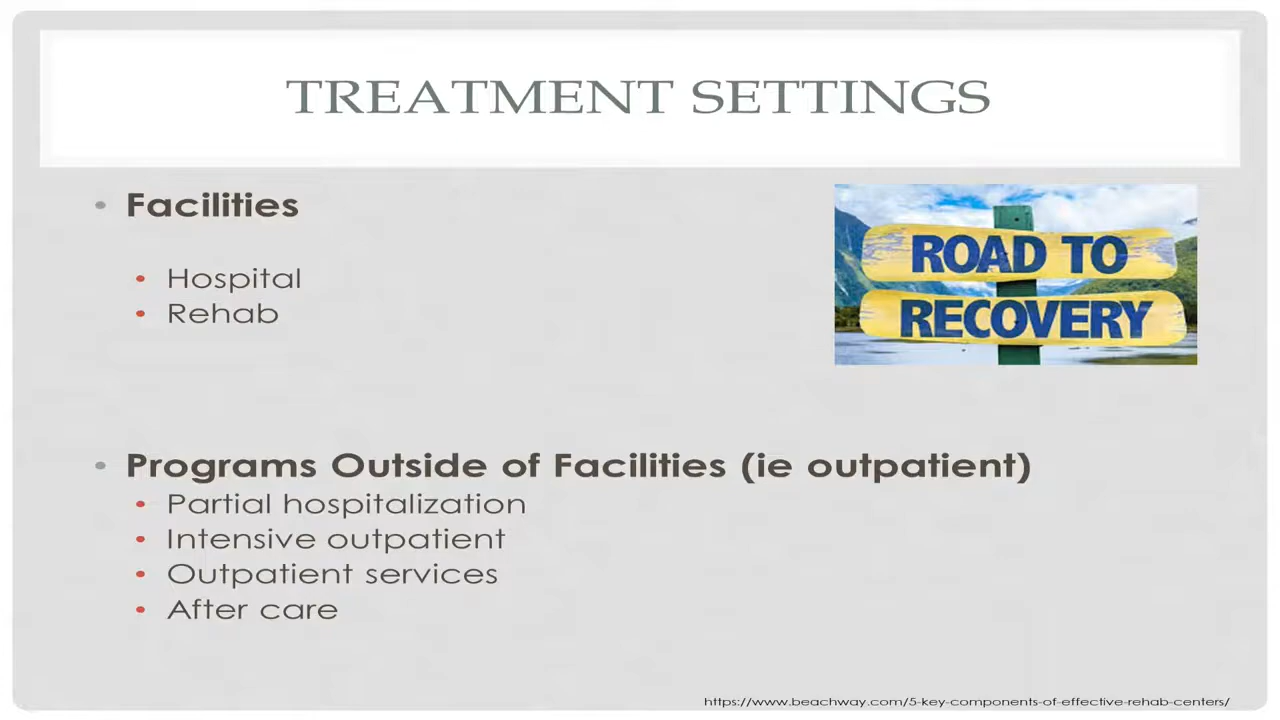 TREATMENT SETTINGS
• Facilities
• Hospital
• Rehab
ROAD TO
RECOVERY
• Programs Outside of Facilities (ie outpatient)
• Partial hospitalization
• Intensive outpatient
• Outpatient services
• After care
https://www.beachway.com/5-key-components-of-effective-rehab-centers/